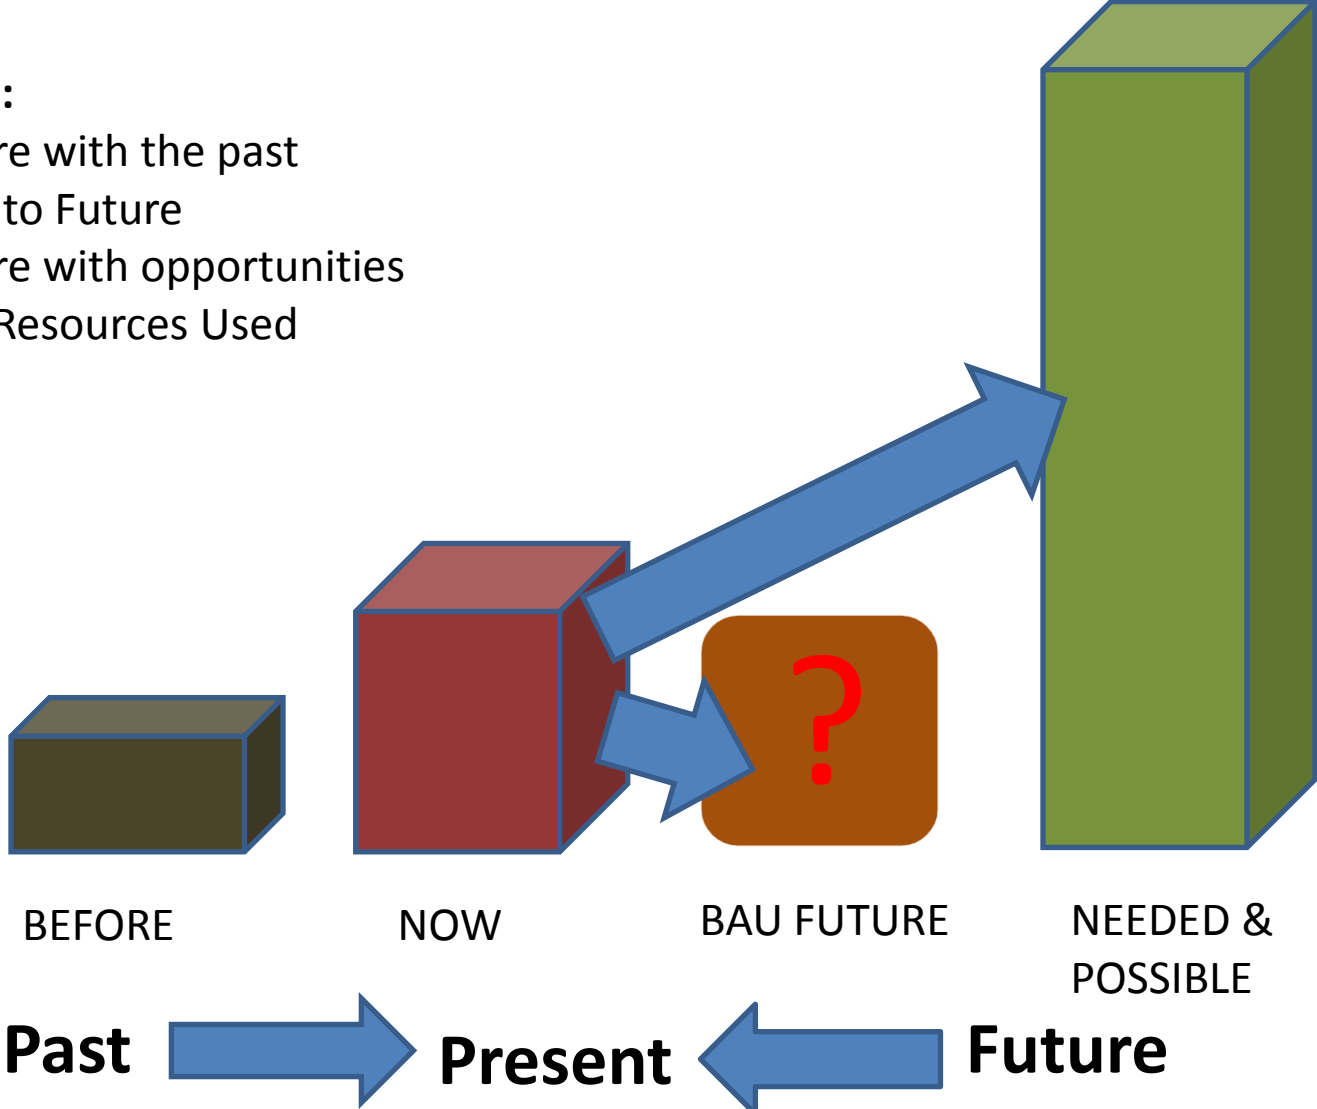 :
re with the past
to Future
re with opportunities
Resources Used
?
BEFORE
NOW
BAU FUTURE
NEEDED &
POSSIBLE
Past
Present
Future